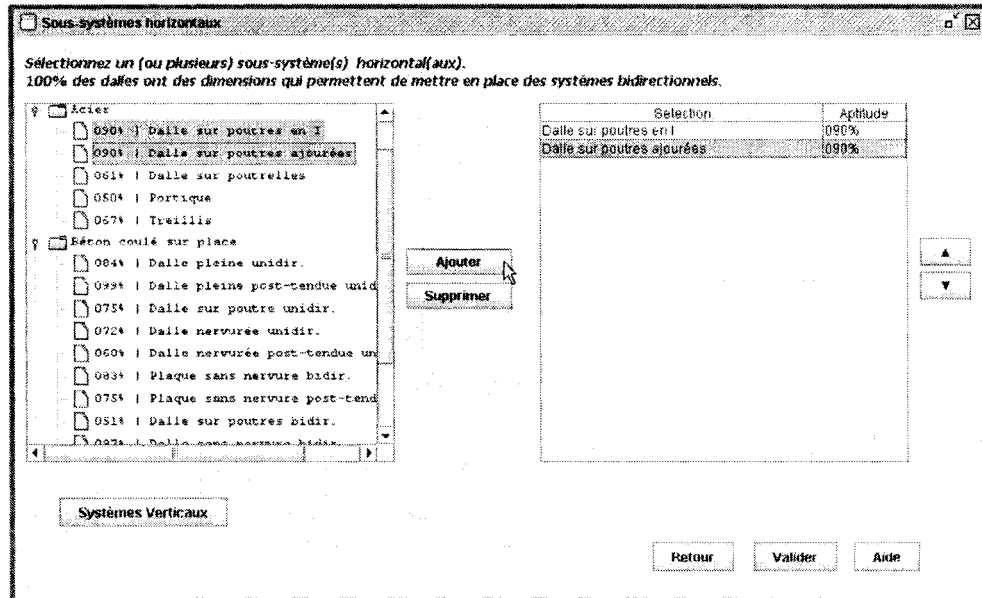 Sous-systèmes horizontaux
Sélectionnez un (ou plusieurs) sous-système(s) horizontal(aux).
100% des dalles ont des dimensions qui permettent de mettre en place des systèmes bidirectionnels.
Acier
090% | Dalle sur poutres en I
090% | Dalle sur poutres ajourées
061% | Dalle sur poutrelles
050% | Portique
067% | Treillis
Béton coulé sur place
084% | Dalle pleine unidir.
099% | Dalle pleine post-tendue unid
075% | Dalle sur poutre unidir.
072% | Dalle nervurée unidir.
060% | Dalle nervurée post-tendue un
083% | Plaque sans nervure bidir.
075% | Plaque sans nervure post-tend
051% | Dalle sur poutres bidir.
Dalle sans nervure bidir.
Ajouter
Supprimer
Selection Aptitude
Dalle sur poutres en I 090%
Dalle sur poutres ajourées 090%
▲
▼
Systèmes Verticaux
Retour Valider Aide